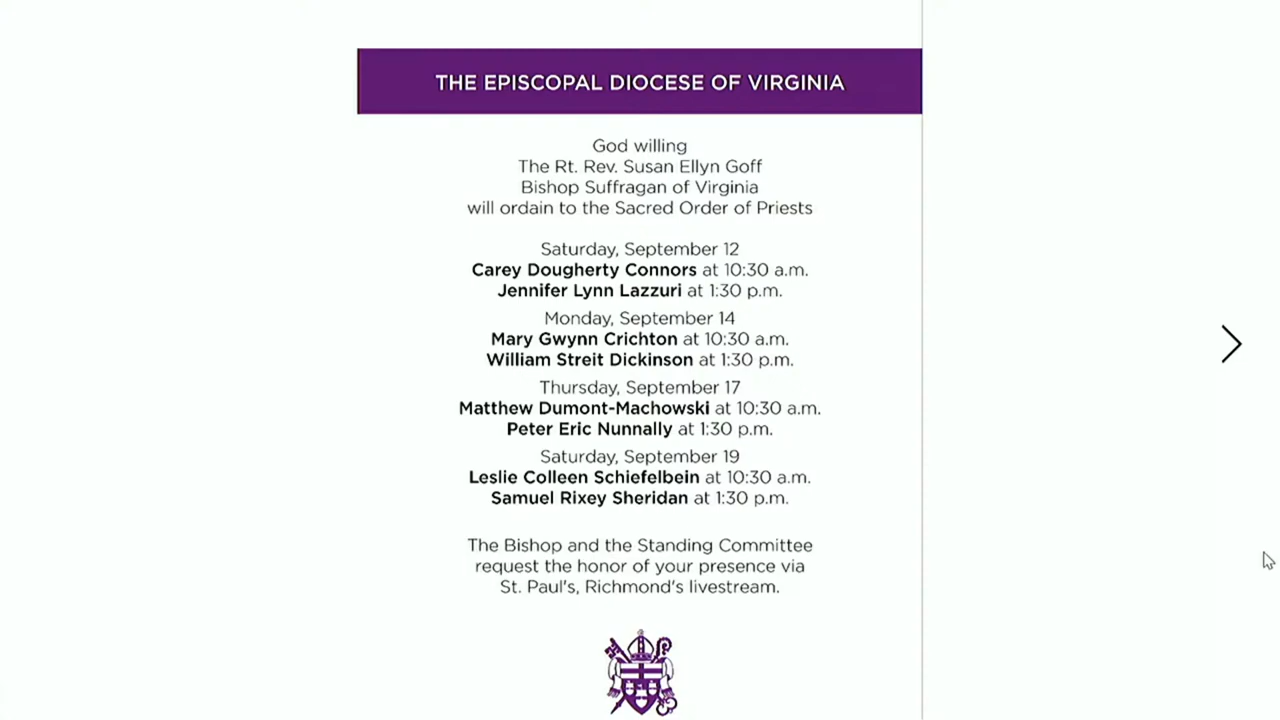 THE EPISCOPAL DIOCESE OF VIRGINIA
God willing
The Rt. Rev. Susan Ellyn Goff
Bishop Suffragan of Virginia
will ordain to the Sacred Order of Priests
Saturday, September 12
Carey Dougherty Connors at 10:30 a.m.
Jennifer Lynn Lazzuri at 1:30 p.m.
Monday, September 14
Mary Gwynn Crichton at 10:30 a.m.
William Streit Dickinson at 1:30 p.m.
Thursday, September 17
Matthew Dumont-Machowski at 10:30 a.m.
Peter Eric Nunnally at 1:30 p.m.
Saturday, September 19
Leslie Colleen Schiefelbein at 10:30 a.m.
Samuel Rixey Sheridan at 1:30 p.m.
The Bishop and the Standing Committee
request the honor of your presence via
St. Paul's, Richmond's livestream.